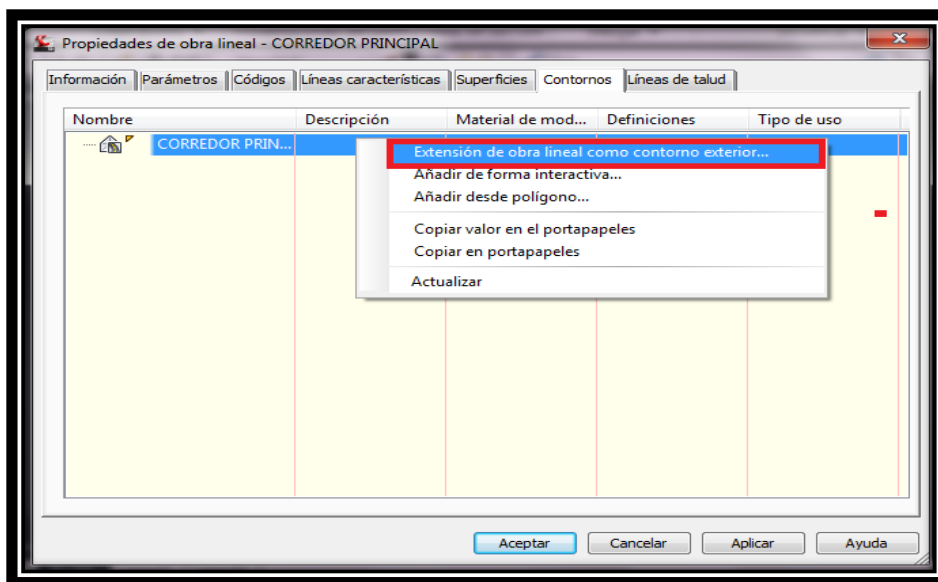 Propiedades de obra lineal - CORREDOR PRINCIPAL
Información Parámetros Códigos Líneas características Superficies Contornos Líneas de talud
Nombre Descripción Material de mod... Definiciones Tipo de uso
CORREDOR PRIN...
Extensión de obra lineal como contorno exterior...
Añadir de forma interactiva...
Añadir desde polígono...
Copiar valor en el portapapeles
Copiar en portapapeles
Actualizar
Aceptar Cancelar Aplicar Ayuda